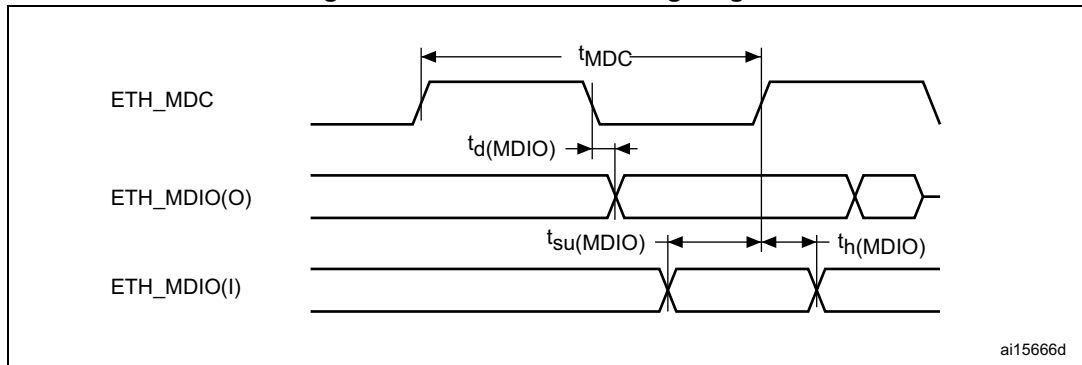 tMDC
ETH_MDC
td(MDIO)
ETH_MDIO(O)
tsu(MDIO)
th(MDIO)
ETH_MDIO(I)
ai15666d